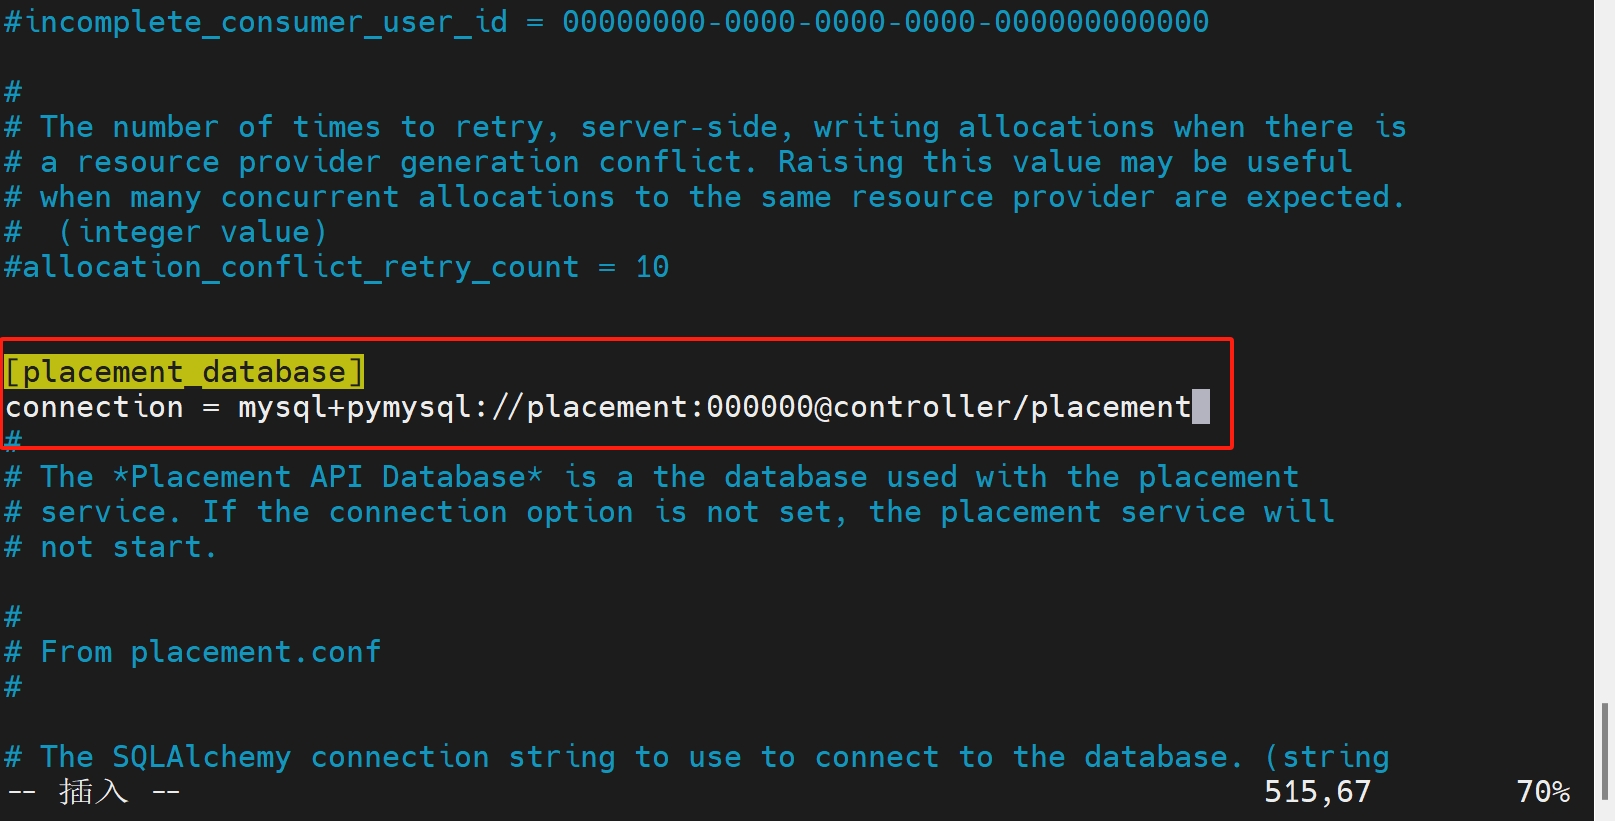 #incomplete_consumer_user_id = 00000000-0000-0000-0000-000000000000
#
# The number of times to retry, server-side, writing allocations when there is
# a resource provider generation conflict. Raising this value may be useful
# when many concurrent allocations to the same resource provider are expected.
#  (integer value)
#allocation_conflict_retry_count = 10
[placement_database]
connection = mysql+pymysql://placement:000000@controller/placement
#
# The *Placement API Database* is a the database used with the placement
# service. If the connection option is not set, the placement service will
# not start.
#
# From placement.conf
#
# The SQLAlchemy connection string to use to connect to the database. (string
-- 插入 -- 515,67 70%